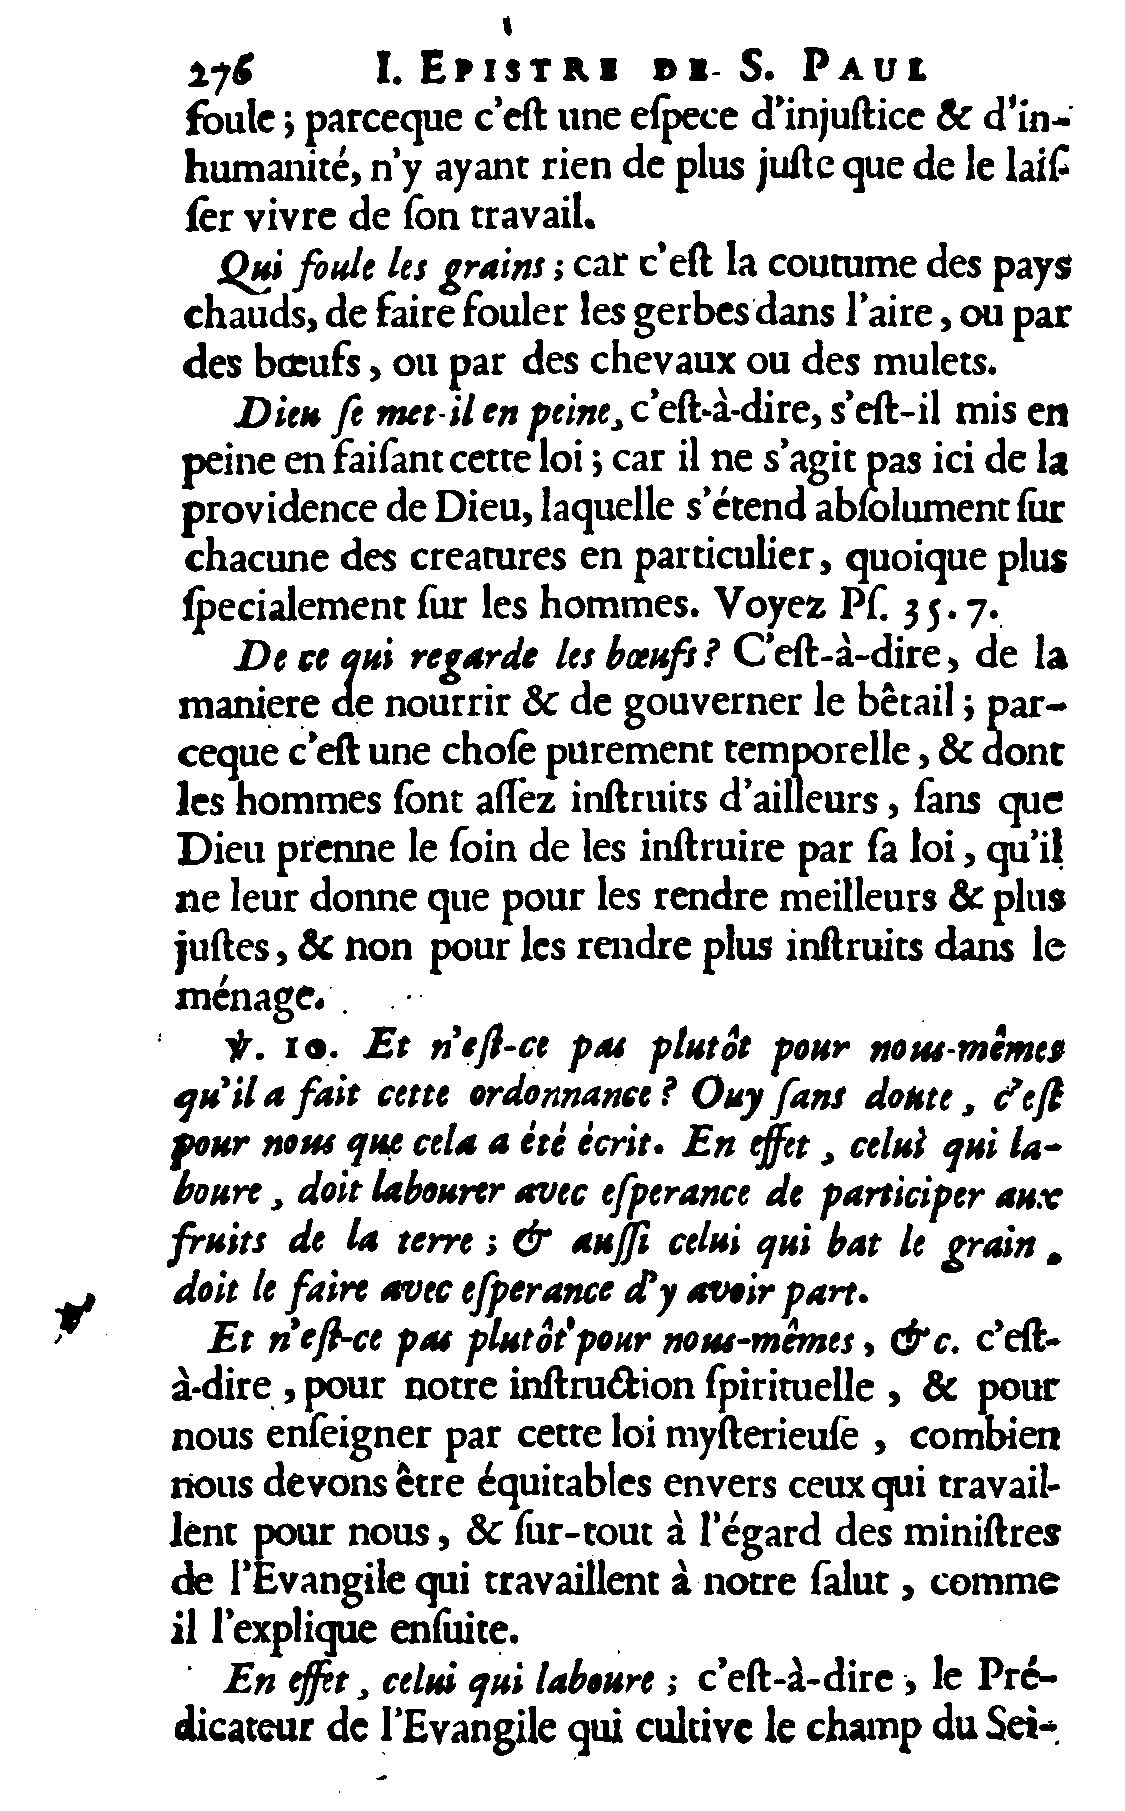 276 I. EPISTRE DE S. PAUL
foule ; parceque c'eſt une eſpece d'injuſtice & d'in-
humanité, n'y ayant rien de plus juſte que de le laiſ-
ſer vivre de ſon travail.
Qui foule les grains ; car c'eſt la coutume des pays
chauds, de faire fouler les gerbes dans l'aire, ou par
des bœufs, ou par des chevaux ou des mulets.
Dieu ſe met-il en peine, c'eſt-à-dire, s'eſt-il mis en
peine en faiſant cette loi ; car il ne s'agit pas ici de la
providence de Dieu, laquelle s'étend abſolument ſur
chacune des creatures en particulier, quoique plus
ſpecialement ſur les hommes. Voyez Pſ. 35. 7.
De ce qui regarde les bœufs ? C'eſt-à-dire, de la
maniere de nourrir & de gouverner le bêtail ; par-
ceque c'eſt une choſe purement temporelle, & dont
les hommes ſont aſſez inſtruits d'ailleurs, ſans que
Dieu prenne le ſoin de les inſtruire par ſa loi, qu'il
ne leur donne que pour les rendre meilleurs & plus
juſtes, & non pour les rendre plus inſtruits dans le
ménage.
℣. 10. Et n'eſt-ce pas plutôt pour nous-mêmes
qu'il a fait cette ordonnance ? Ouy ſans doute, c'eſt
pour nous que cela a été écrit. En effet, celui qui la-
boure, doit labourer avec eſperance de participer aux
fruits de la terre ; & auſſi celui qui bat le grain,
doit le faire avec eſperance d'y avoir part.
Et n'eſt-ce pas plutôt pour nous-mêmes, &c. c'eſt-
à-dire, pour notre inſtruction ſpirituelle, & pour
nous enſeigner par cette loi myſterieuſe, combien
nous devons être équitables envers ceux qui travail-
lent pour nous, & ſur-tout à l'égard des miniſtres
de l'Evangile qui travaillent à notre ſalut, comme
il l'explique enſuite.
En effet, celui qui laboure ; c'eſt-à-dire, le Pré-
dicateur de l'Evangile qui cultive le champ du Sei-